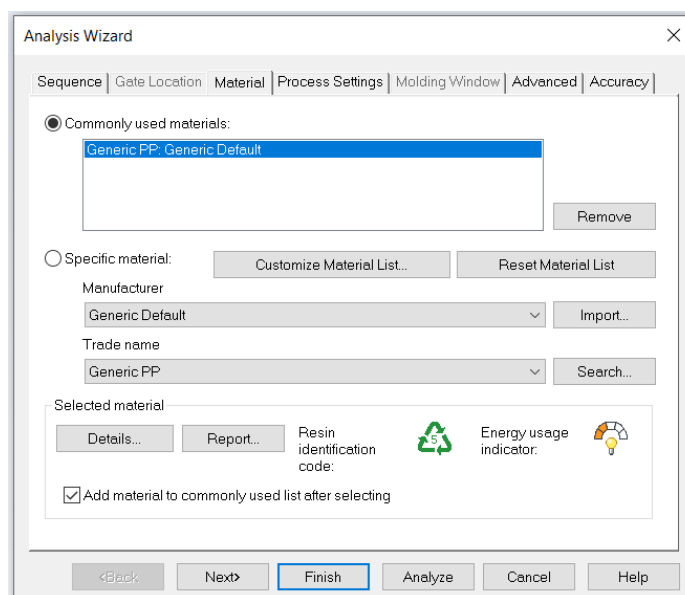 Analysis Wizard
Sequence Gate Location Material Process Settings Molding Window Advanced Accuracy
Commonly used materials:
Generic PP: Generic Default
Remove
Specific material:
Customize Material List...
Reset Material List
Manufacturer
Generic Default
Import...
Trade name
Generic PP
Search...
Selected material
Details...
Report...
Resin
identification
code:
5
Energy usage
indicator:
Add material to commonly used list after selecting
<Back Next> Finish Analyze Cancel Help